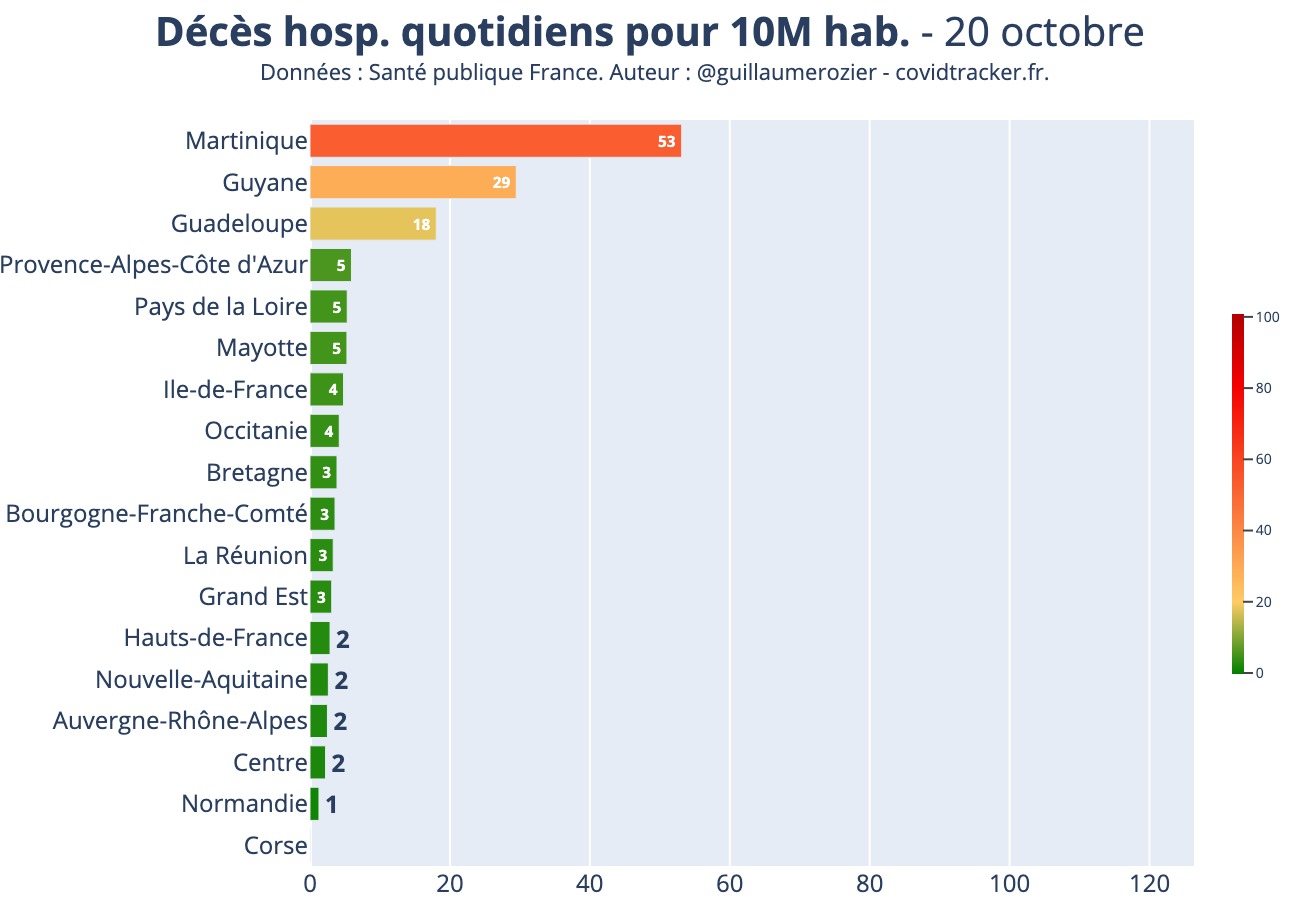 Décès hosp. quotidiens pour 10M hab. - 20 octobre
Données : Santé publique France. Auteur : @guillaumerozier - covidtracker.fr.
Martinique 53
Guyane 29
Guadeloupe 18
Provence-Alpes-Côte d'Azur 5
Pays de la Loire 5
Mayotte 5
Ile-de-France 4
Occitanie 4
Bretagne 3
Bourgogne-Franche-Comté 3
La Réunion 3
Grand Est 3
Hauts-de-France 2
Nouvelle-Aquitaine 2
Auvergne-Rhône-Alpes 2
Centre 2
Normandie 1
Corse
0 20 40 60 80 100 120
100
80
60
40
20
0